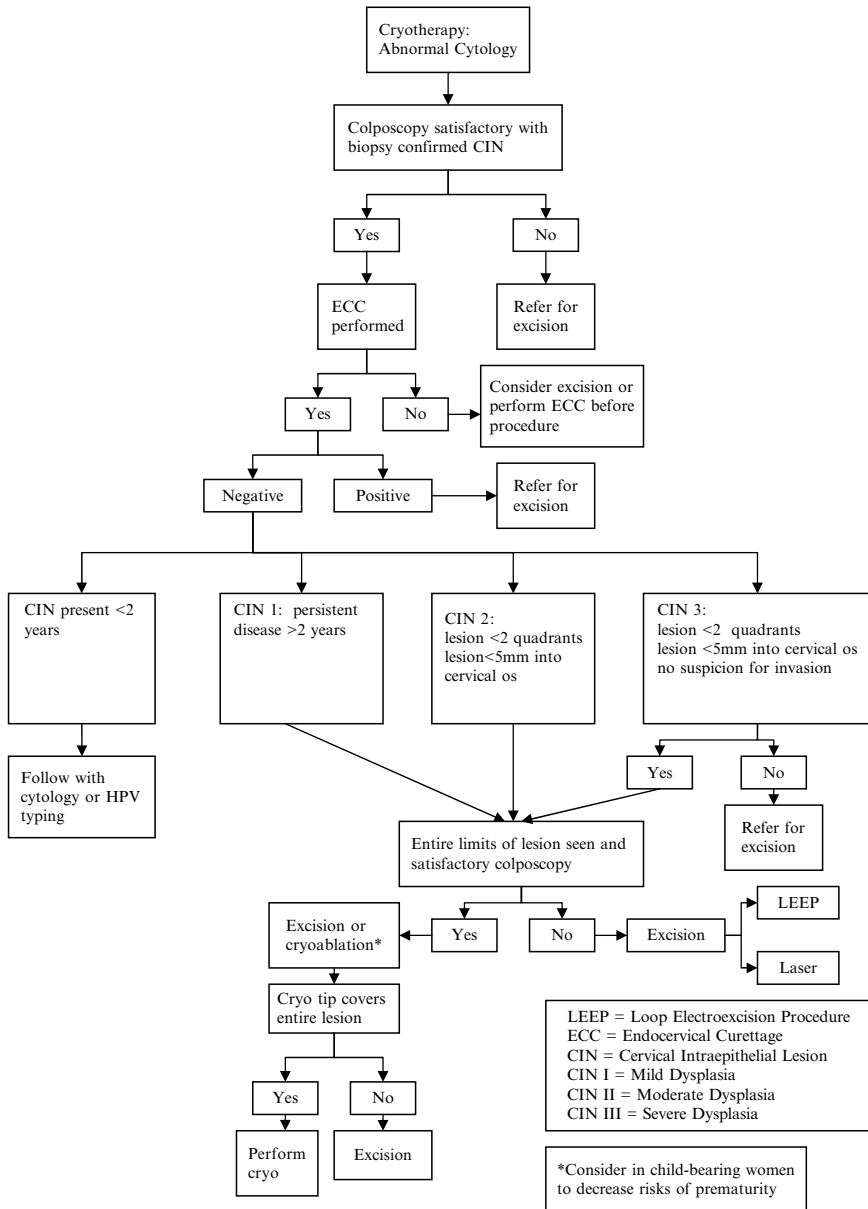 Cryotherapy:
Abnormal Cytology
Colposcopy satisfactory with
biopsy confirmed CIN
Yes
No
ECC
performed
Refer for
excision
Yes
No
Consider excision or
perform ECC before
procedure
Negative
Positive
Refer for
excision
CIN present <2
years
CIN 1: persistent
disease >2 years
CIN 2:
lesion <2 quadrants
lesion<5mm into
cervical os
CIN 3:
lesion <2 quadrants
lesion <5mm into cervical os
no suspicion for invasion
Follow with
cytology or HPV
typing
Yes
No
Refer for
excision
Entire limits of lesion seen and
satisfactory colposcopy
Excision or
cryoablation*
Yes
No
Excision
LEEP
Laser
Cryo tip covers
entire lesion
Yes
No
Perform
cryo
Excision
LEEP = Loop Electroexcision Procedure
ECC = Endocervical Curettage
CIN = Cervical Intraepithelial Lesion
CIN I = Mild Dysplasia
CIN II = Moderate Dysplasia
CIN III = Severe Dysplasia
*Consider in child-bearing women
to decrease risks of prematurity